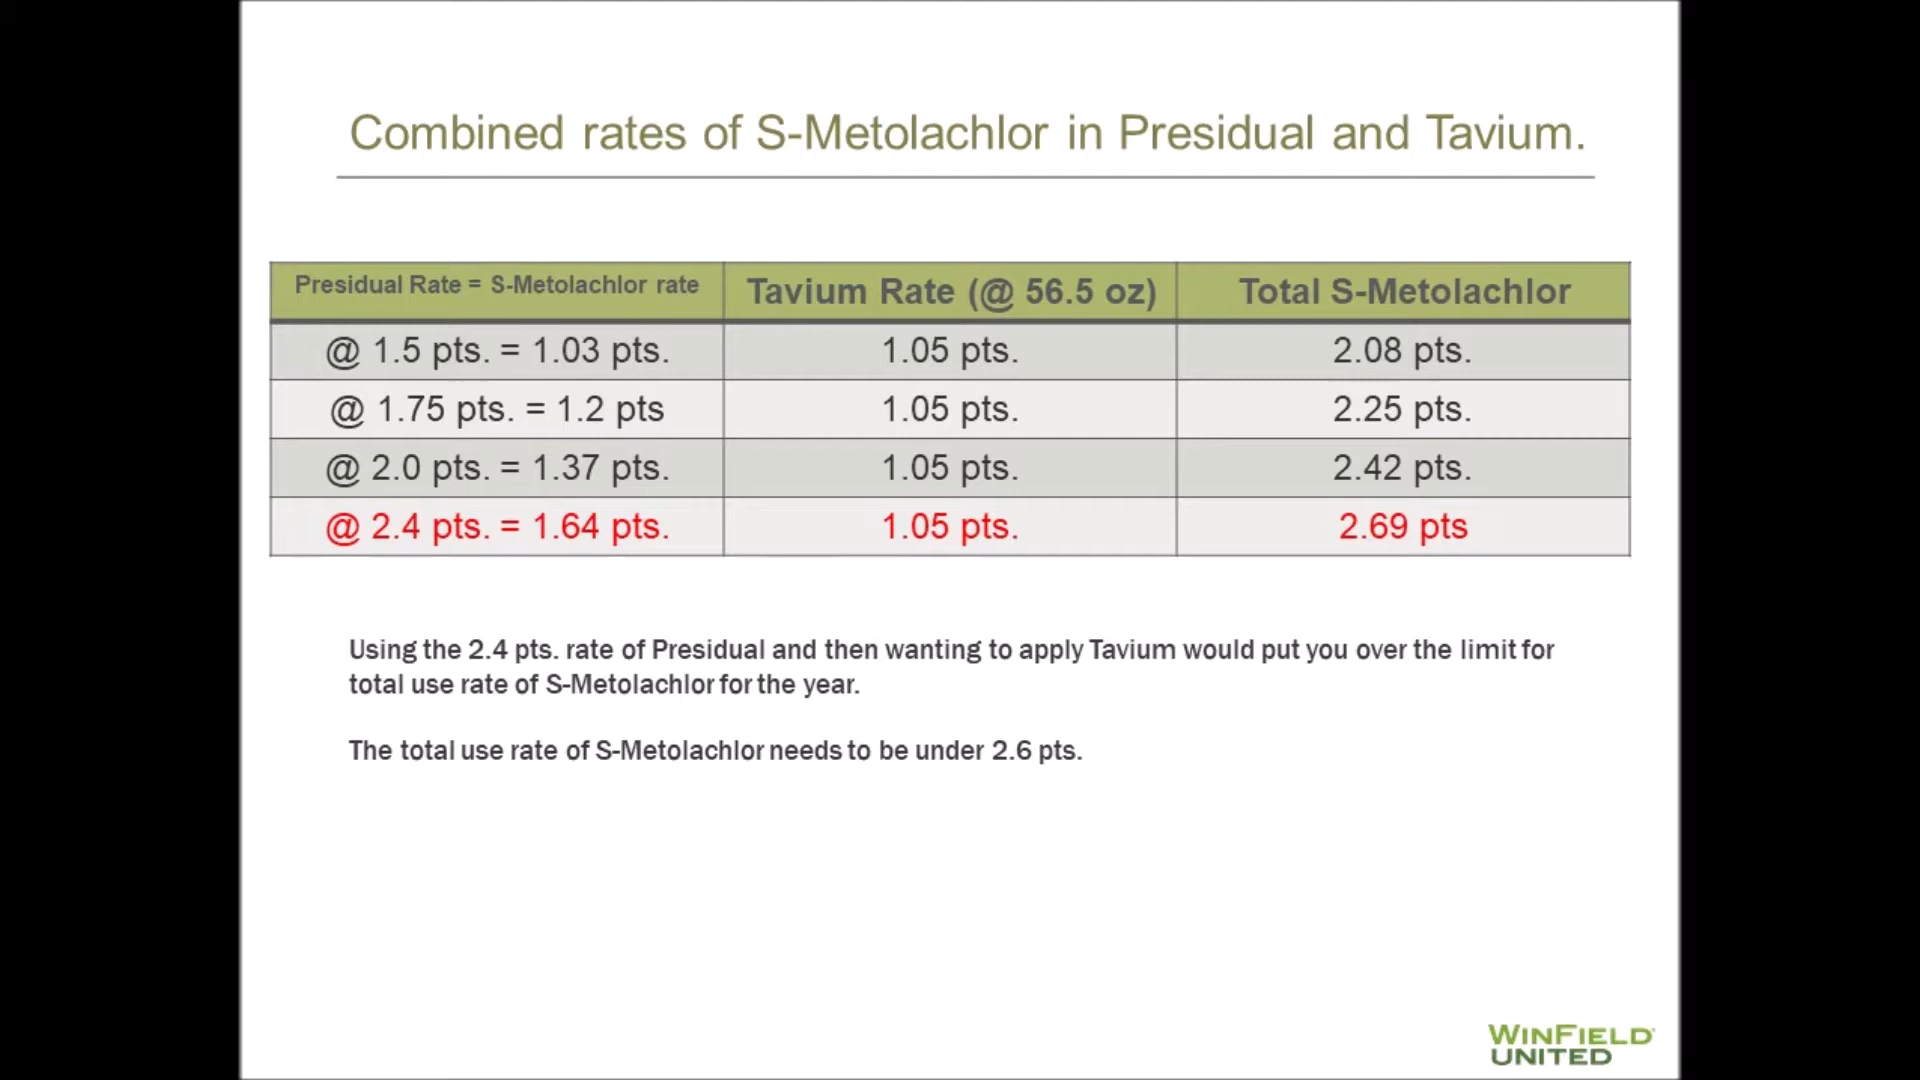 Combined rates of S-Metolachlor in Presidual and Tavium.
Presidual Rate = S-Metolachlor rate Tavium Rate (@ 56.5 oz) Total S-Metolachlor
@ 1.5 pts. = 1.03 pts. 1.05 pts. 2.08 pts.
@ 1.75 pts. = 1.2 pts 1.05 pts. 2.25 pts.
@ 2.0 pts. = 1.37 pts. 1.05 pts. 2.42 pts.
@ 2.4 pts. = 1.64 pts. 1.05 pts. 2.69 pts
Using the 2.4 pts. rate of Presidual and then wanting to apply Tavium would put you over the limit for
total use rate of S-Metolachlor for the year.
The total use rate of S-Metolachlor needs to be under 2.6 pts.
WINFIELD
UNITED